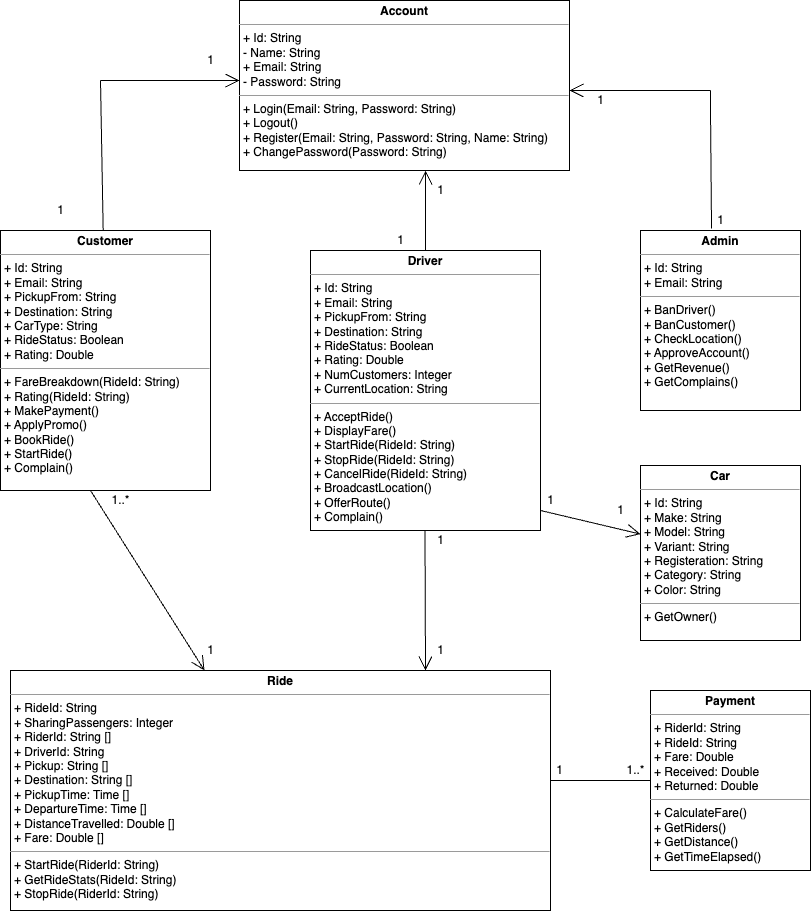 Account
+ Id: String
- Name: String
+ Email: String
- Password: String
+ Login(Email: String, Password: String)
+ Logout()
+ Register(Email: String, Password: String, Name: String)
+ ChangePassword(Password: String)
1
1
1
1
1
1
Customer
+ Id: String
+ Email: String
+ PickupFrom: String
+ Destination: String
+ CarType: String
+ RideStatus: Boolean
+ Rating: Double
+ FareBreakdown(RideId: String)
+ Rating(RideId: String)
+ MakePayment()
+ ApplyPromo()
+ BookRide()
+ StartRide()
+ Complain()
Driver
+ Id: String
+ Email: String
+ PickupFrom: String
+ Destination: String
+ RideStatus: Boolean
+ Rating: Double
+ NumCustomers: Integer
+ CurrentLocation: String
+ AcceptRide()
+ DisplayFare()
+ StartRide(RideId: String)
+ StopRide(RideId: String)
+ CancelRide(RideId: String)
+ BroadcastLocation()
+ OfferRoute()
+ Complain()
Admin
+ Id: String
+ Email: String
+ BanDriver()
+ BanCustomer()
+ CheckLocation()
+ ApproveAccount()
+ GetRevenue()
+ GetComplains()
1
1
Car
+ Id: String
+ Make: String
+ Model: String
+ Variant: String
+ Registeration: String
+ Category: String
+ Color: String
+ GetOwner()
1..*
1
1
1
Ride
+ RideId: String
+ SharingPassengers: Integer
+ RiderId: String []
+ DriverId: String
+ Pickup: String []
+ Destination: String []
+ PickupTime: Time []
+ DepartureTime: Time []
+ DistanceTravelled: Double []
+ Fare: Double []
+ StartRide(RiderId: String)
+ GetRideStats(RideId: String)
+ StopRide(RiderId: String)
1
1..*
Payment
+ RiderId: String
+ RideId: String
+ Fare: Double
+ Received: Double
+ Returned: Double
+ CalculateFare()
+ GetRiders()
+ GetDistance()
+ GetTimeElapsed()